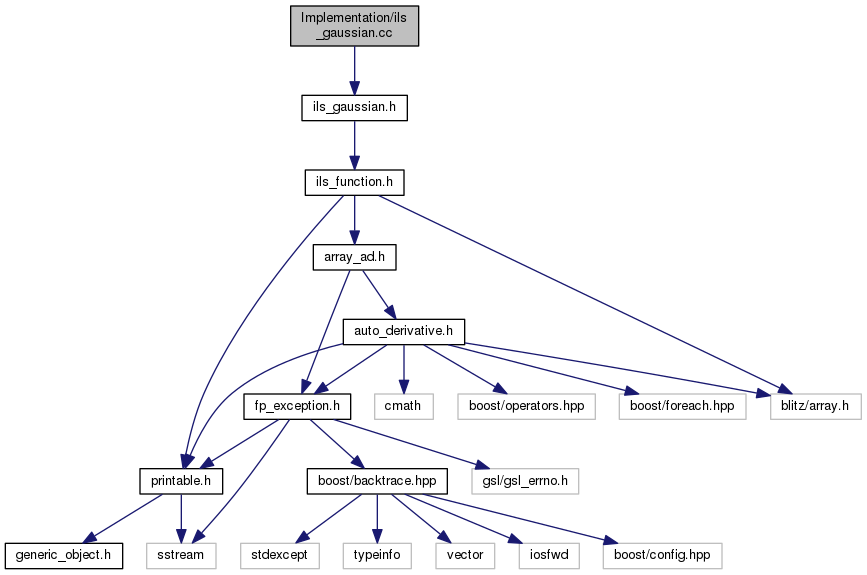 Implementation/ils
_gaussian.cc
ils_gaussian.h
ils_function.h
array_ad.h
auto_derivative.h
fp_exception.h
cmath
boost/operators.hpp
boost/foreach.hpp
blitz/array.h
printable.h
boost/backtrace.hpp
gsl/gsl_errno.h
generic_object.h
sstream
stdexcept
typeinfo
vector
iosfwd
boost/config.hpp